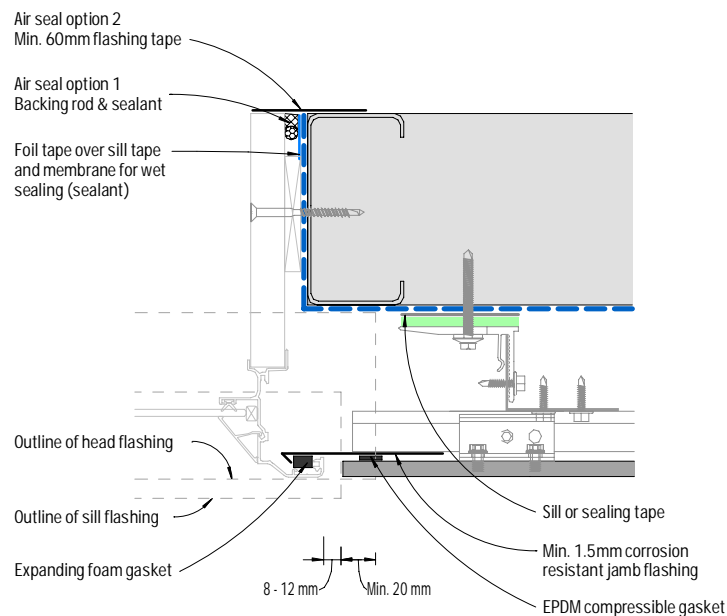 Air seal option 2
Min. 60mm flashing tape
Air seal option 1
Backing rod & sealant
Foil tape over sill tape
and membrane for wet
sealing (sealant)
Outline of head flashing
Outline of sill flashing
Expanding foam gasket
8 - 12 mm
Min. 20 mm
Sill or sealing tape
Min. 1.5mm corrosion
resistant jamb flashing
EPDM compressible gasket